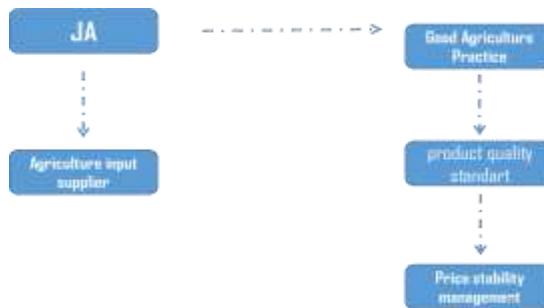 JA
Good Agriculture
Practice
Agriculture input
supplier
product quality
standart
Price stability
management